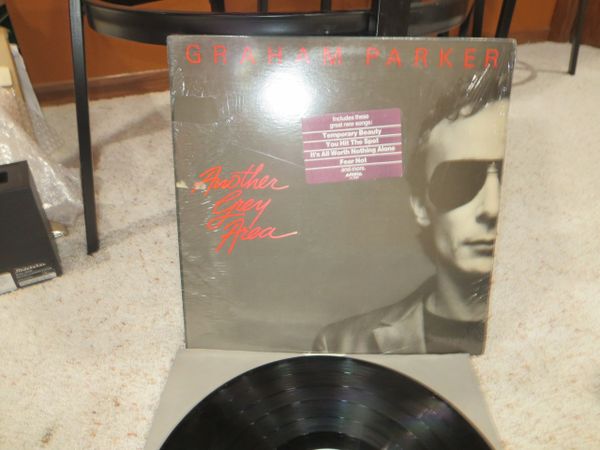 GRAHAM PARKER
Includes these
great new songs:
Temporary Beauty
You Hit The Spot
It's All Worth Nothing Alone
Fear Not
and more.
ARISTA
Another
Grey
Area
Studebaker